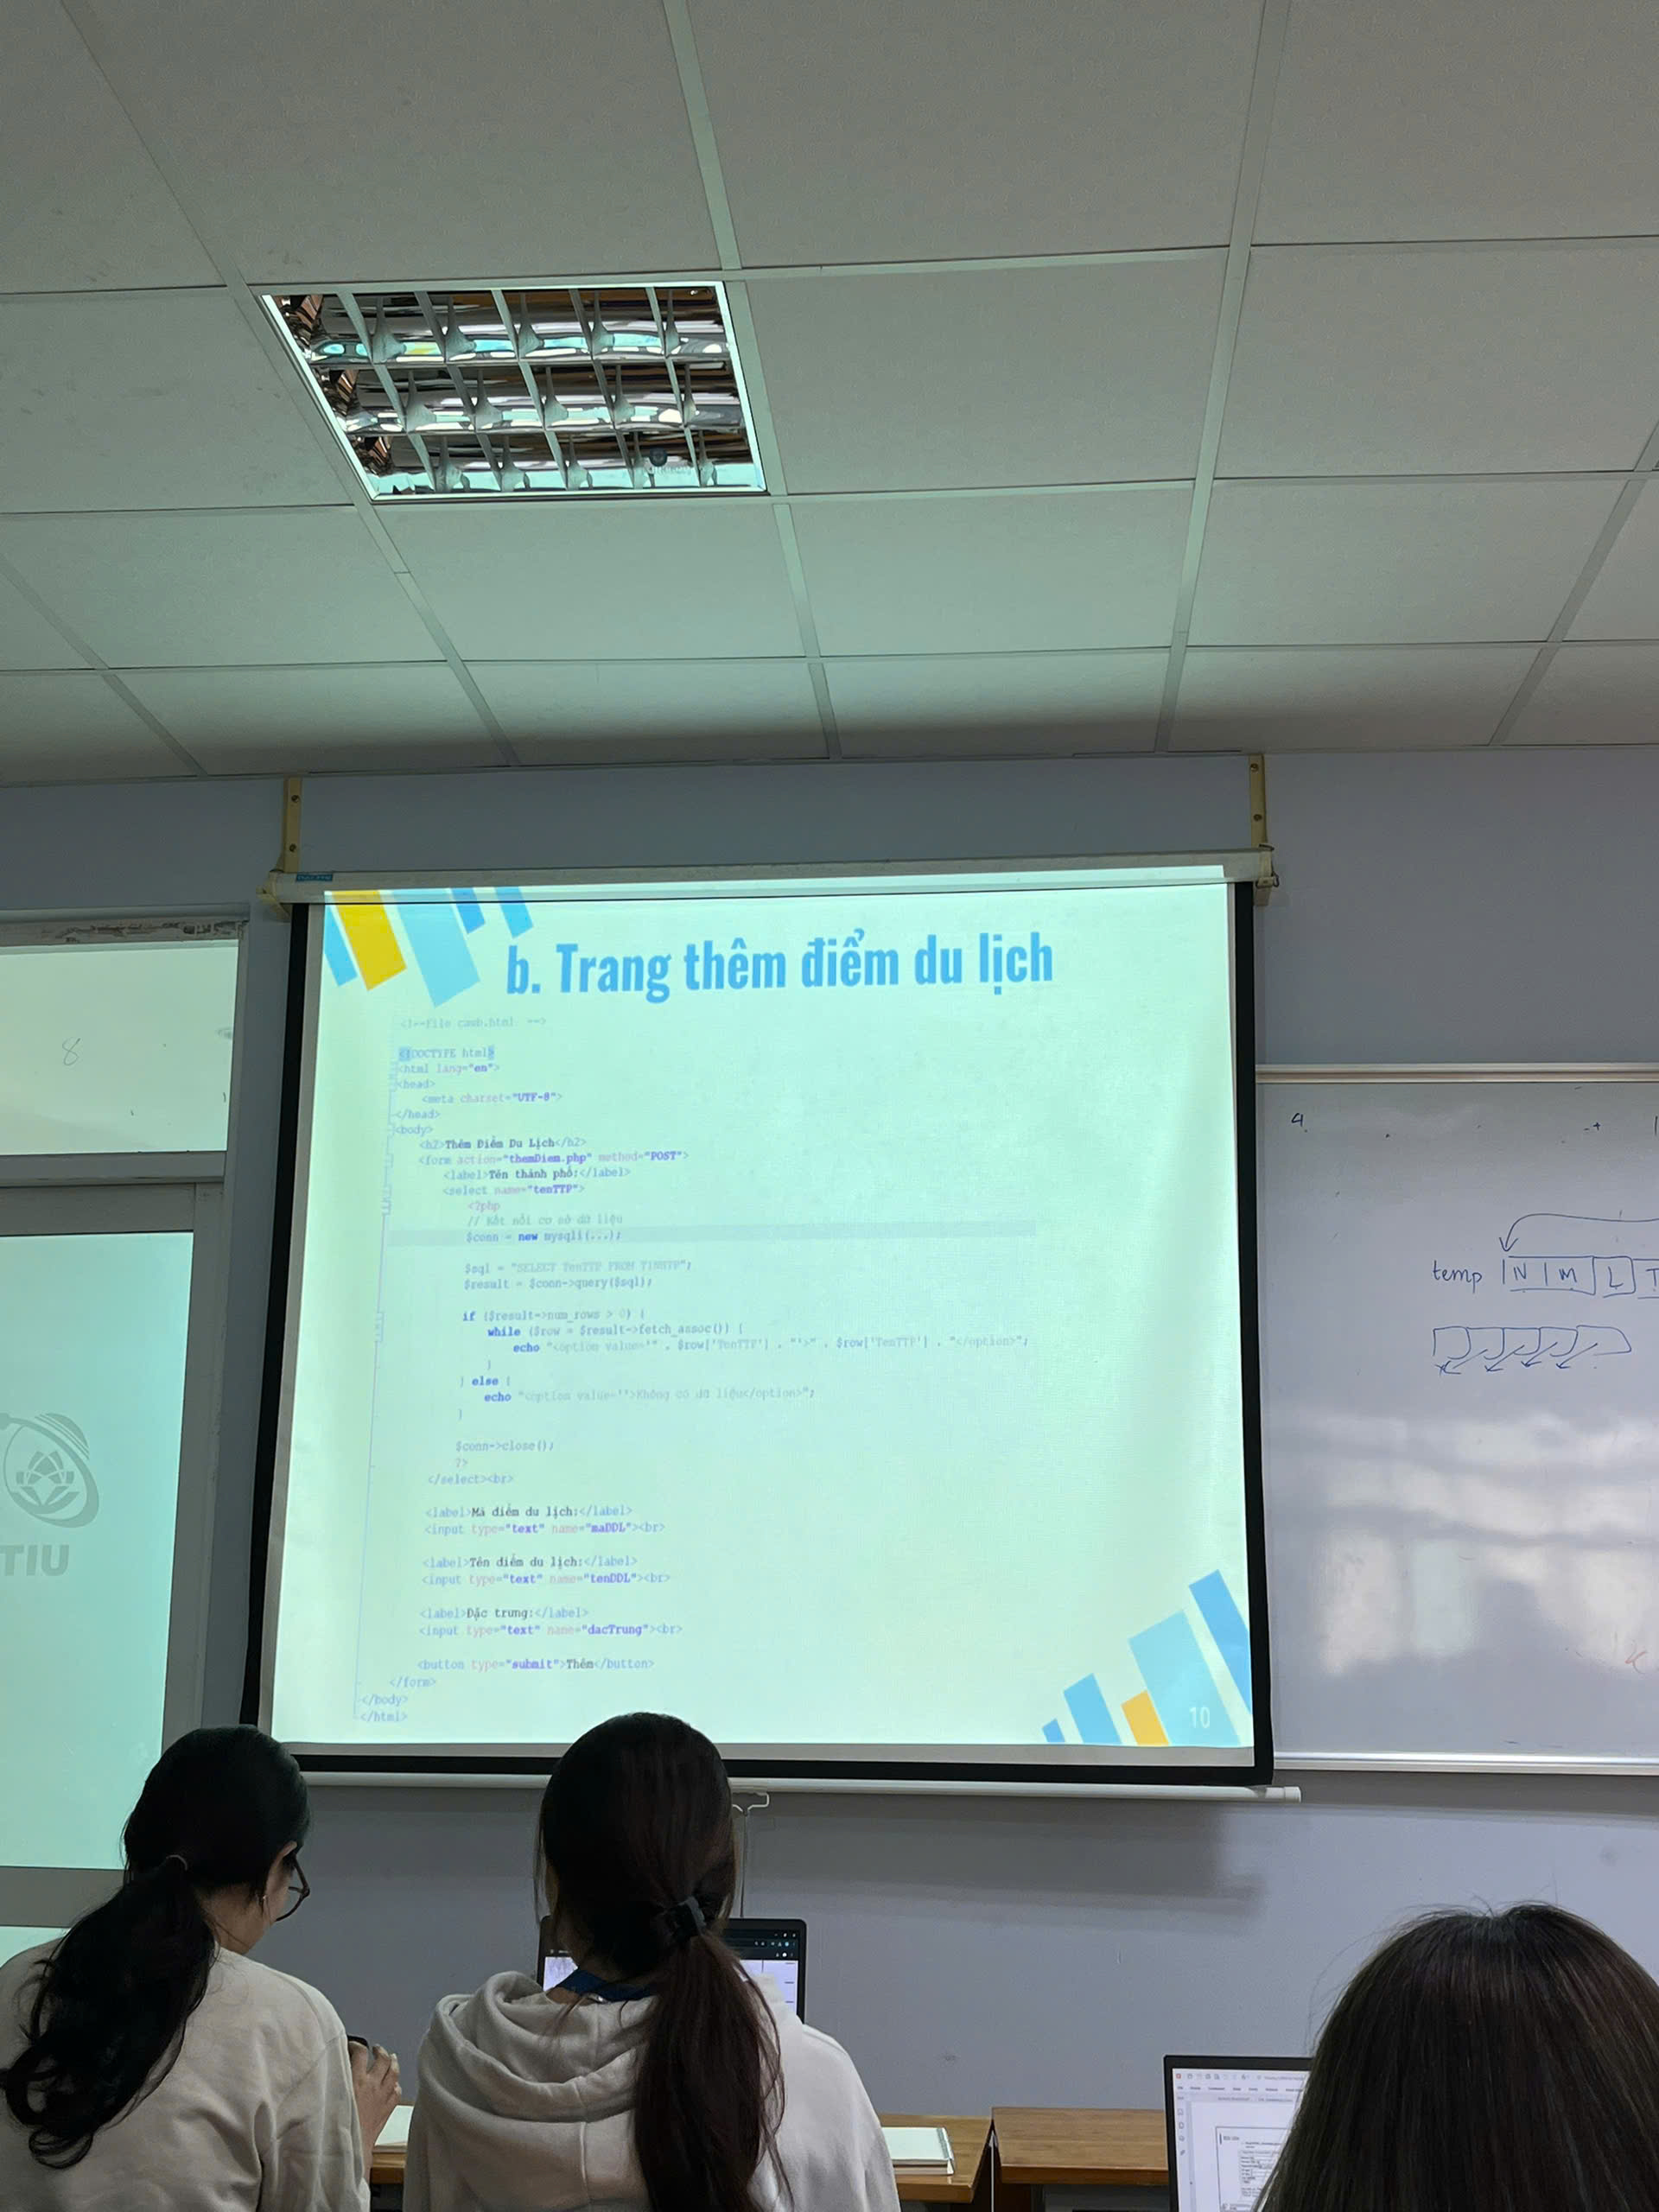 b. Trang thêm điểm du lịch
<!--file caub.html -->
<!DOCTYPE html>
<html lang="en">
<head>
<meta charset="UTF-8">
</head>
<body>
<h2>Thêm Điểm Du Lịch</h2>
<form action="themDiem.php" method="POST">
<label>Tên thành phố:</label>
<select name="tenTTP">
<?php
// Kết nối cơ sở dữ liệu
$conn = new mysqli(...);
$sql = "SELECT TenTTP FROM TINHTP";
$result = $conn->query($sql);
if ($result->num_rows > 0) {
while ($row = $result->fetch_assoc()) {
echo "<option value='" . $row['TenTTP'] . "'>" . $row['TenTTP'] . "</option>";
}
} else {
echo "<option value=''>Không có dữ liệu</option>";
}
$conn->close();
?>
</select><br>
<label>Mã điểm du lịch:</label>
<input type="text" name="maDDL"><br>
<label>Tên điểm du lịch:</label>
<input type="text" name="tenDDL"><br>
<label>Đặc trưng:</label>
<input type="text" name="dacTrung"><br>
<button type="submit">Thêm</button>
</form>
</body>
</html>
10
8
TIU
temp N M L T